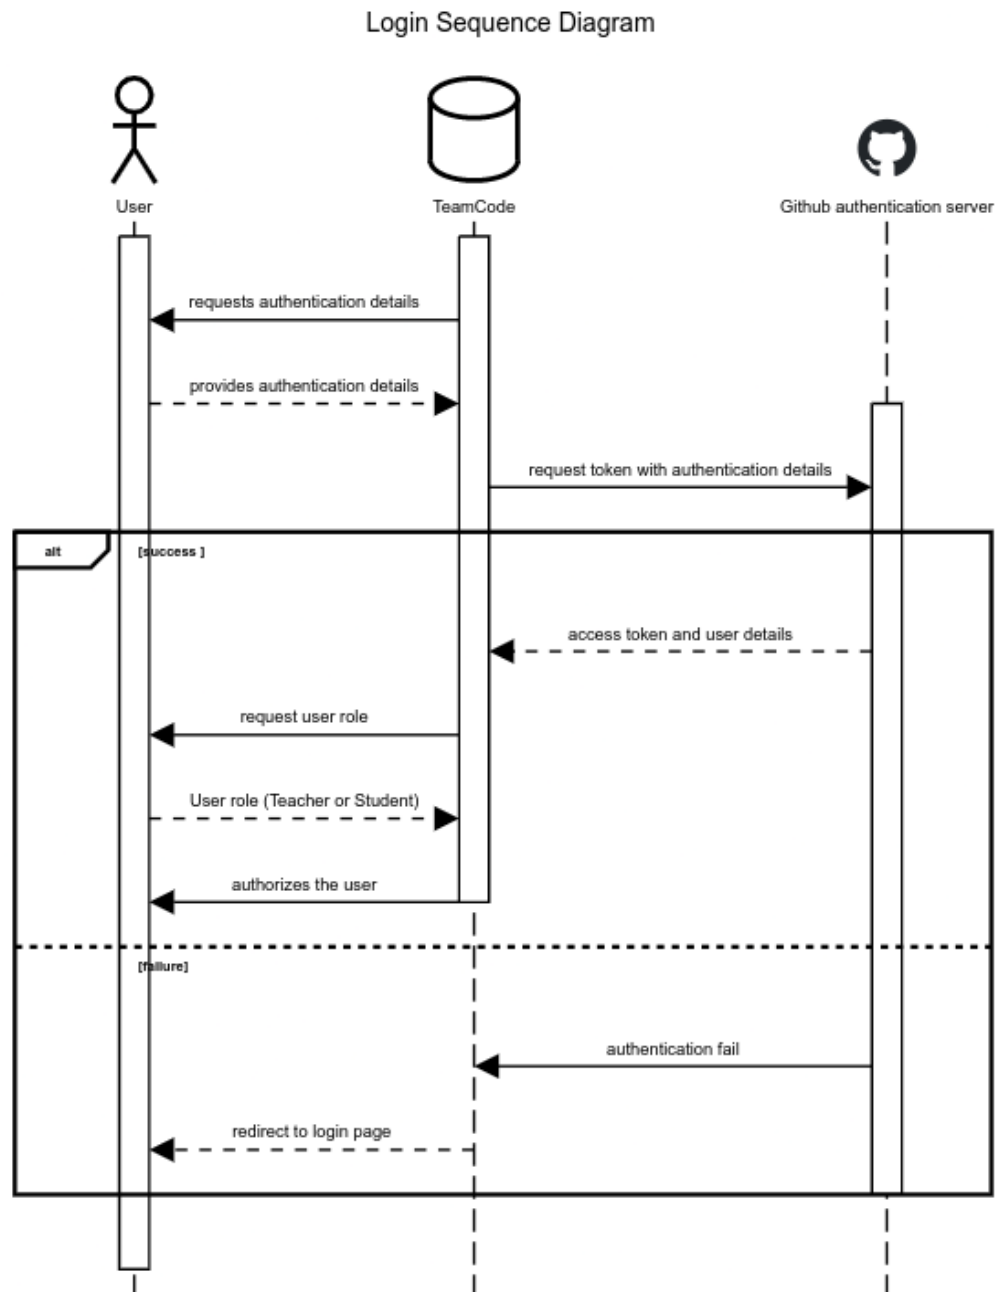 Login Sequence Diagram
User
TeamCode
Github authentication server
requests authentication details
provides authentication details
request token with authentication details
alt
[success ]
access token and user details
request user role
User role (Teacher or Student)
authorizes the user
[failure]
authentication fail
redirect to login page